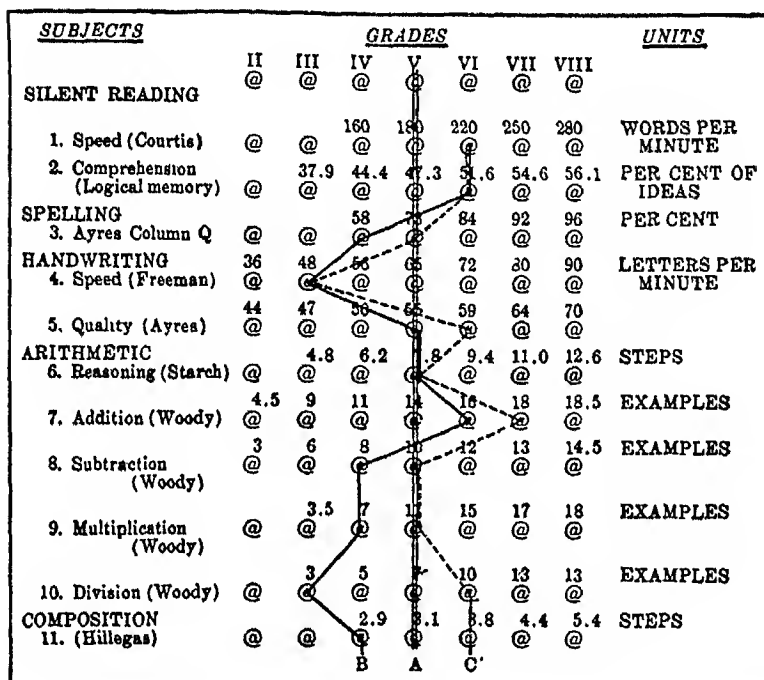 SUBJECTS GRADES UNITS
II III IV V VI VII VIII
@ @ @ @ @ @ @
SILENT READING
160 180 220 250 280 WORDS PER
1. Speed (Courtis) @ @ @ @ @ @ @ MINUTE
2. Comprehension 37.9 44.4 47.3 51.6 54.6 56.1 PER CENT OF
(Logical memory) @ @ @ @ @ @ @ IDEAS
SPELLING 58 84 92 96 PER CENT
3. Ayres Column Q @ @ @ @ @ @ @
HANDWRITING 36 48 56 65 72 80 90 LETTERS PER
4. Speed (Freeman) @ @ @ @ @ @ @ MINUTE
44 47 50 55 59 64 70
5. Quality (Ayres) @ @ @ @ @ @ @
ARITHMETIC 4.8 6.2 9.4 11.0 12.6 STEPS
6. Reasoning (Starch) @ @ @ @ @ @ @
4.5 9 11 14 16 18 18.5 EXAMPLES
7. Addition (Woody) @ @ @ @ @ @ @
3 6 8 10 12 13 14.5 EXAMPLES
8. Subtraction @ @ @ @ @ @ @
(Woody)
3.5 7 15 17 18 EXAMPLES
9. Multiplication @ @ @ @ @ @ @
(Woody)
3 5 7 10 13 13 EXAMPLES
10. Division (Woody) @ @ @ @ @ @ @
COMPOSITION 2.9 3.1 3.8 4.4 5.4 STEPS
11. (Hillegas) @ @ @ @ @ @ @
B A C